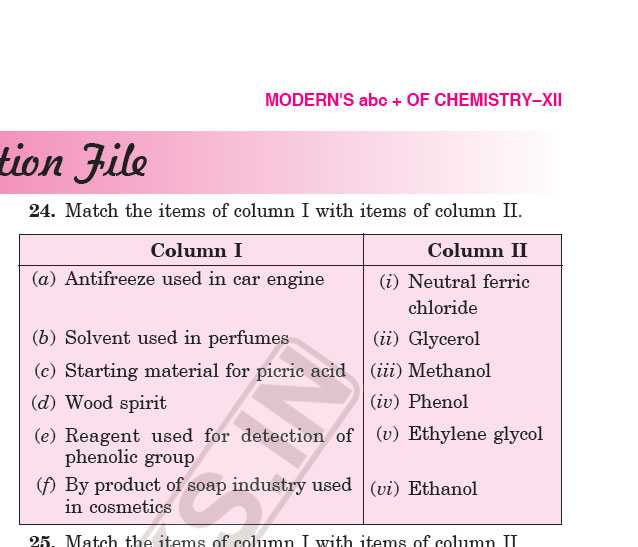 MODERN'S abc + OF CHEMISTRY–XII
tion File
24. Match the items of column I with items of column II.
Column I Column II
(a) Antifreeze used in car engine (i) Neutral ferric
chloride
(b) Solvent used in perfumes (ii) Glycerol
(c) Starting material for picric acid (iii) Methanol
(d) Wood spirit (iv) Phenol
(e) Reagent used for detection of (v) Ethylene glycol
phenolic group
(f) By product of soap industry used (vi) Ethanol
in cosmetics
25. Match the items of column I with items of column II
S.IN